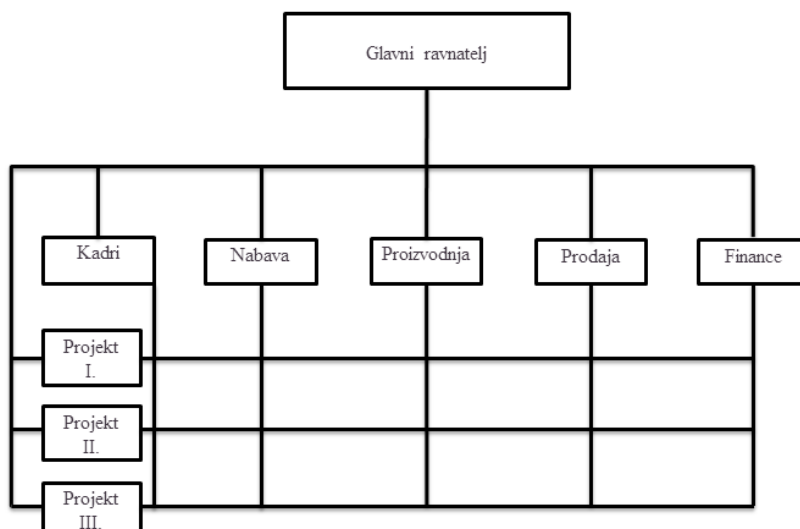 Glavni ravnatelj
Kadri
Nabava
Proizvodnja
Prodaja
Finance
Projekt
I.
Projekt
II.
Projekt
III.